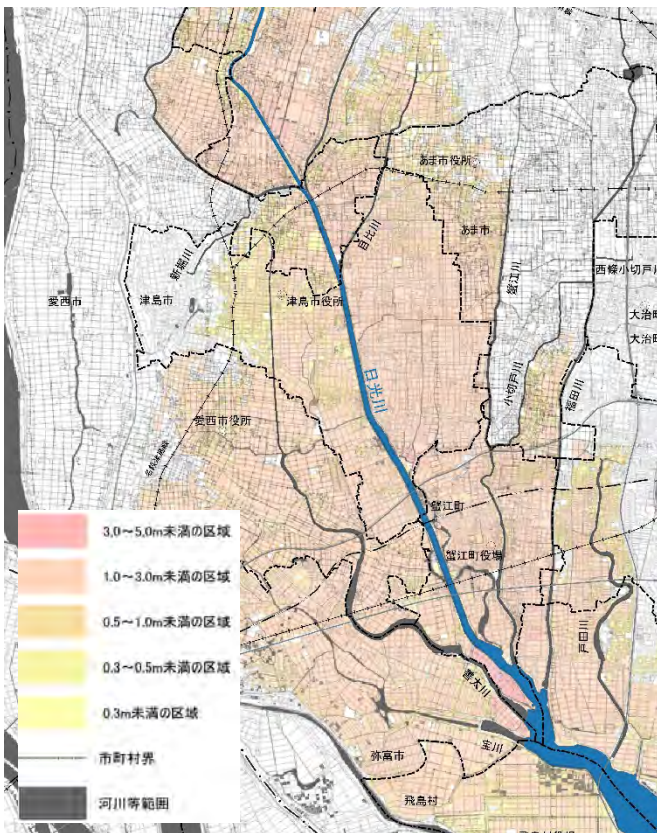 あま市役所
あま市
目比川
新堀川
蟹江川
西條小切戸川
愛西市
津島市
津島市役所
大治町
大治町
日光川
小切戸川
福田川
愛西市役所
蟹江町
蟹江町役場
戸田川
善太川
宝川
弥富市
飛島村
3.0～5.0m未満の区域
1.0～3.0m未満の区域
0.5～1.0m未満の区域
0.3～0.5m未満の区域
0.3m未満の区域
市町村界
河川等範囲